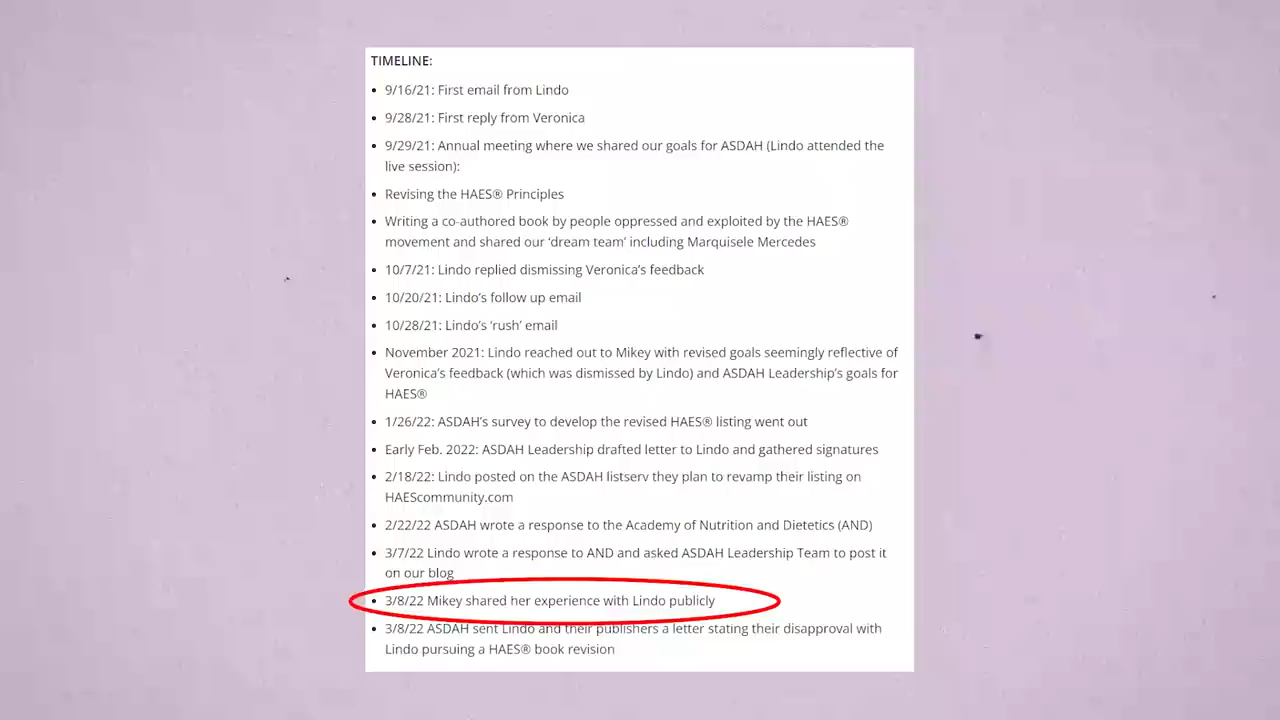 TIMELINE:
• 9/16/21: First email from Lindo
• 9/28/21: First reply from Veronica
• 9/29/21: Annual meeting where we shared our goals for ASDAH (Lindo attended the
live session):
• Revising the HAES® Principles
• Writing a co-authored book by people oppressed and exploited by the HAES®
movement and shared our ‘dream team’ including Marquisele Mercedes
• 10/7/21: Lindo replied dismissing Veronica’s feedback
• 10/20/21: Lindo’s follow up email
• 10/28/21: Lindo’s ‘rush’ email
• November 2021: Lindo reached out to Mikey with revised goals seemingly reflective of
Veronica’s feedback (which was dismissed by Lindo) and ASDAH Leadership’s goals for
HAES®
• 1/26/22: ASDAH’s survey to develop the revised HAES® listing went out
• Early Feb. 2022: ASDAH Leadership drafted letter to Lindo and gathered signatures
• 2/18/22: Lindo posted on the ASDAH listserv they plan to revamp their listing on
HAEScommunity.com
• 2/22/22 ASDAH wrote a response to the Academy of Nutrition and Dietetics (AND)
• 3/7/22 Lindo wrote a response to AND and asked ASDAH Leadership Team to post it
on our blog
• 3/8/22 Mikey shared her experience with Lindo publicly
• 3/8/22 ASDAH sent Lindo and their publishers a letter stating their disapproval with
Lindo pursuing a HAES® book revision